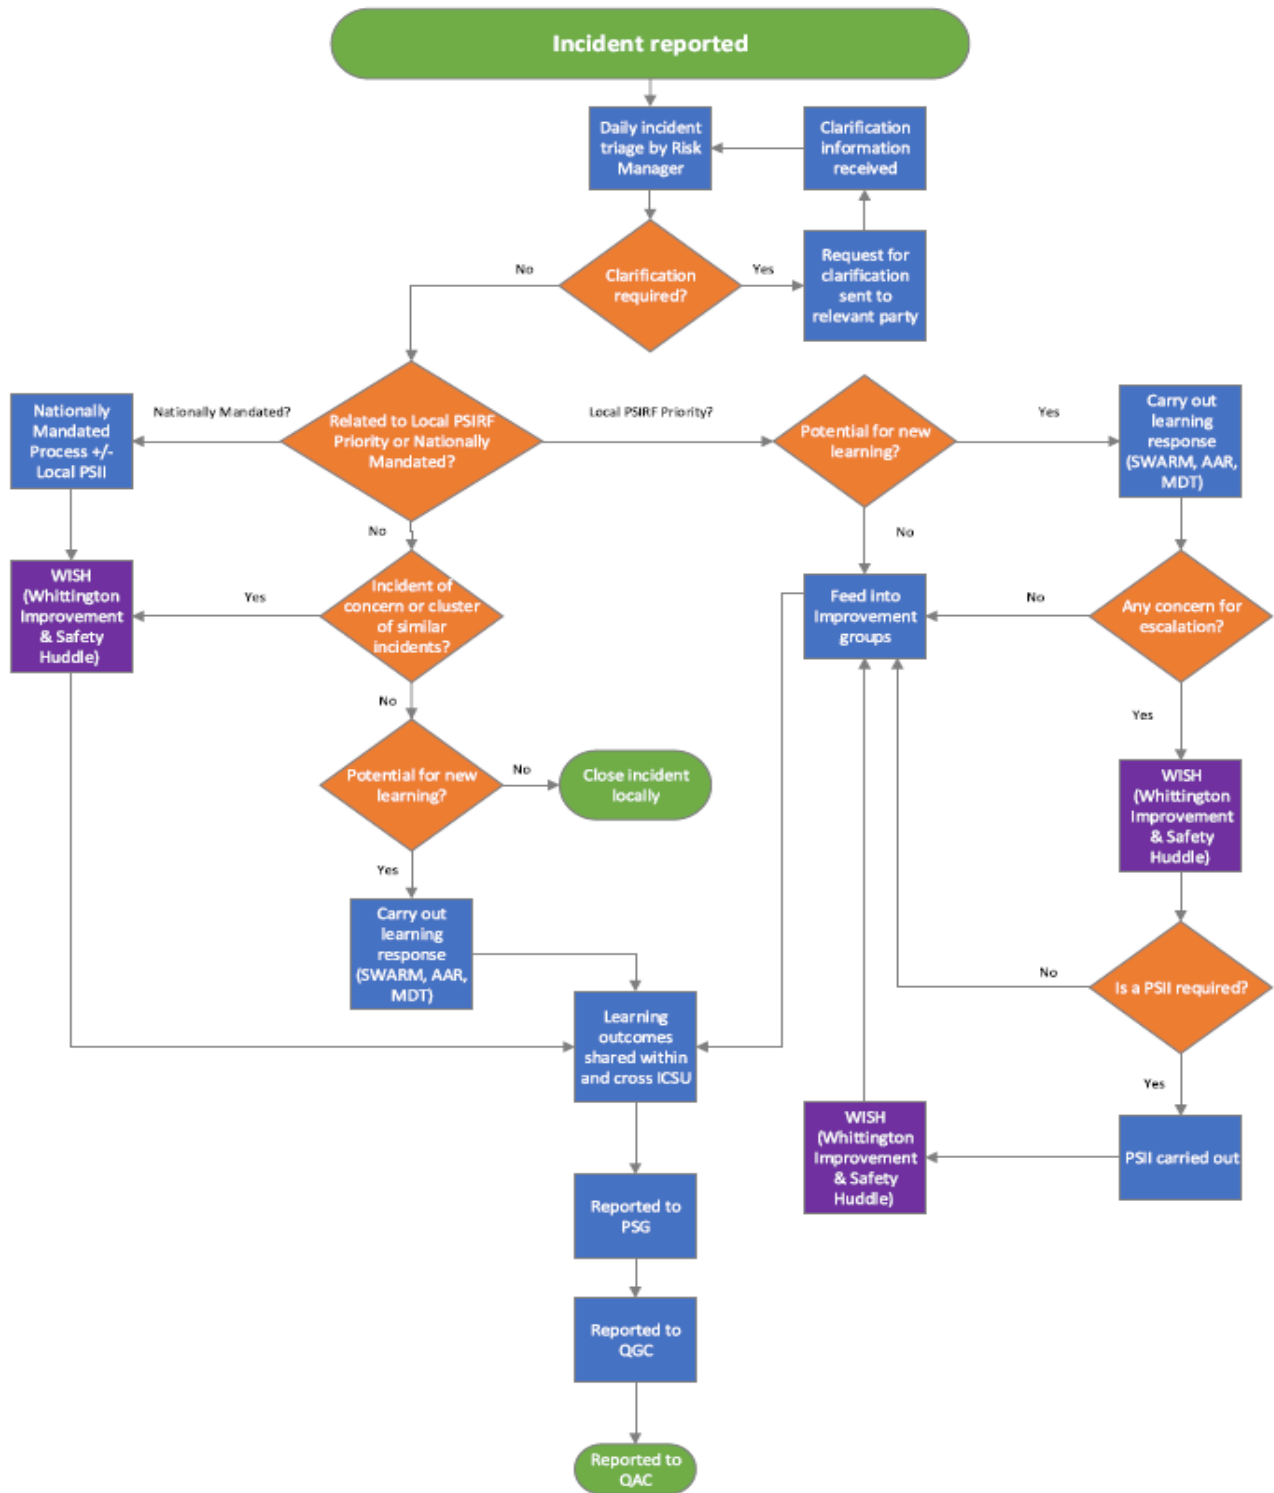 Incident reported
Daily incident
triage by Risk
Manager
Clarification
information
received
No
Clarification
required?
Yes
Request for
clarification
sent to
relevant party
Nationally
Mandated
Process +/-
Local PSII
Nationally Mandated?
Related to Local PSIRF
Priority or Nationally
Mandated?
Local PSIRF Priority?
Potential for new
learning?
Yes
Carry out
learning
response
(SWARM, AAR,
MDT)
No
No
WISH
(Whittington
Improvement
& Safety
Huddle)
Yes
Incident of
concern or cluster
of similar
incidents?
Feed into
Improvement
groups
No
Any concern for
escalation?
No
Yes
Potential for new
learning?
No
Close incident
locally
WISH
(Whittington
Improvement
& Safety
Huddle)
Yes
Carry out
learning
response
(SWARM, AAR,
MDT)
No
Is a PSII required?
Learning
outcomes
shared within
and cross ICSU
Yes
WISH
(Whittington
Improvement
& Safety
Huddle)
PSII carried out
Reported to
PSG
Reported to
QGC
Reported to
QAC